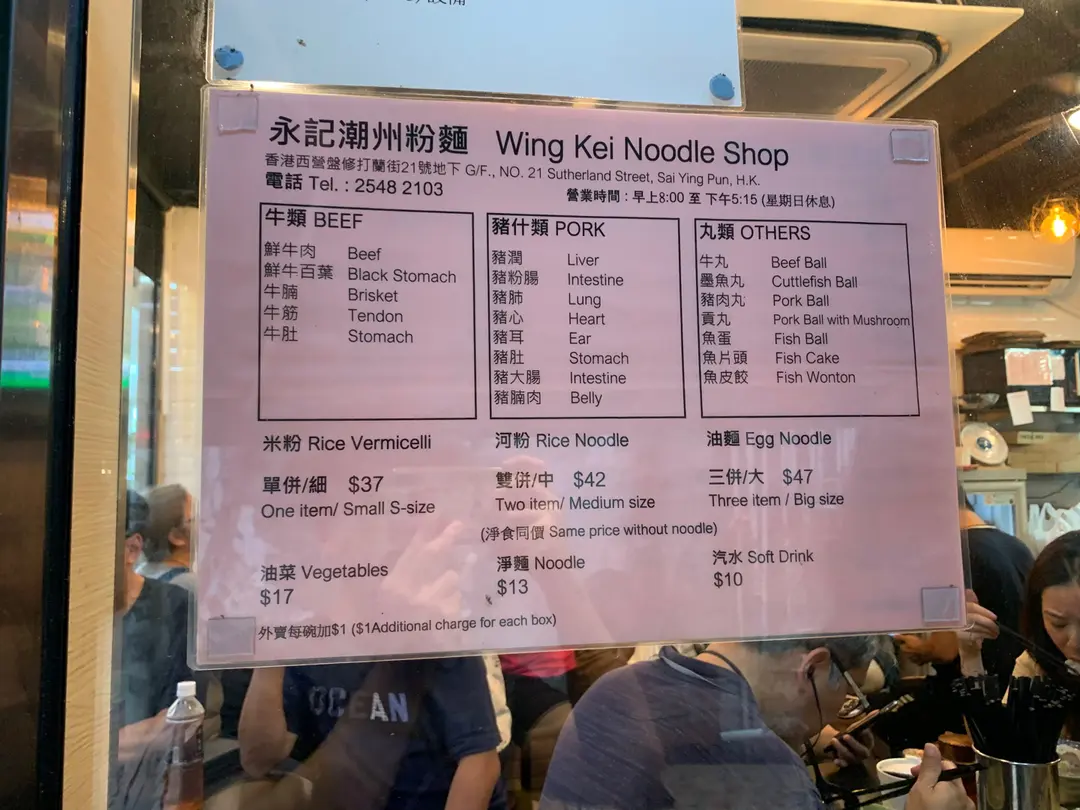 永記潮州粉麵 Wing Kei Noodle Shop
香港西營盤修打蘭街21號地下 G/F., NO. 21 Sutherland Street, Sai Ying Pun, H.K.
電話 Tel. : 2548 2103
營業時間 : 早上8:00 至 下午5:15 (星期日休息)
牛類 BEEF
鮮牛肉 Beef
鮮牛百葉 Black Stomach
牛腩 Brisket
牛筋 Tendon
牛肚 Stomach
豬什類 PORK
豬潤 Liver
豬粉腸 Intestine
豬肺 Lung
豬心 Heart
豬耳 Ear
豬肚 Stomach
豬大腸 Intestine
豬腩肉 Belly
丸類 OTHERS
牛丸 Beef Ball
墨魚丸 Cuttlefish Ball
豬肉丸 Pork Ball
貢丸 Pork Ball with Mushroom
魚蛋 Fish Ball
魚片頭 Fish Cake
魚皮餃 Fish Wonton
米粉 Rice Vermicelli
河粉 Rice Noodle
油麵 Egg Noodle
單併/細 $37
One item/ Small S-size
雙併/中 $42
Two item/ Medium size
三併/大 $47
Three item / Big size
(淨食同價 Same price without noodle)
油菜 Vegetables
$17
淨麵 Noodle
$13
汽水 Soft Drink
$10
外賣每碗加$1 ($1Additional charge for each box)
OCEAN